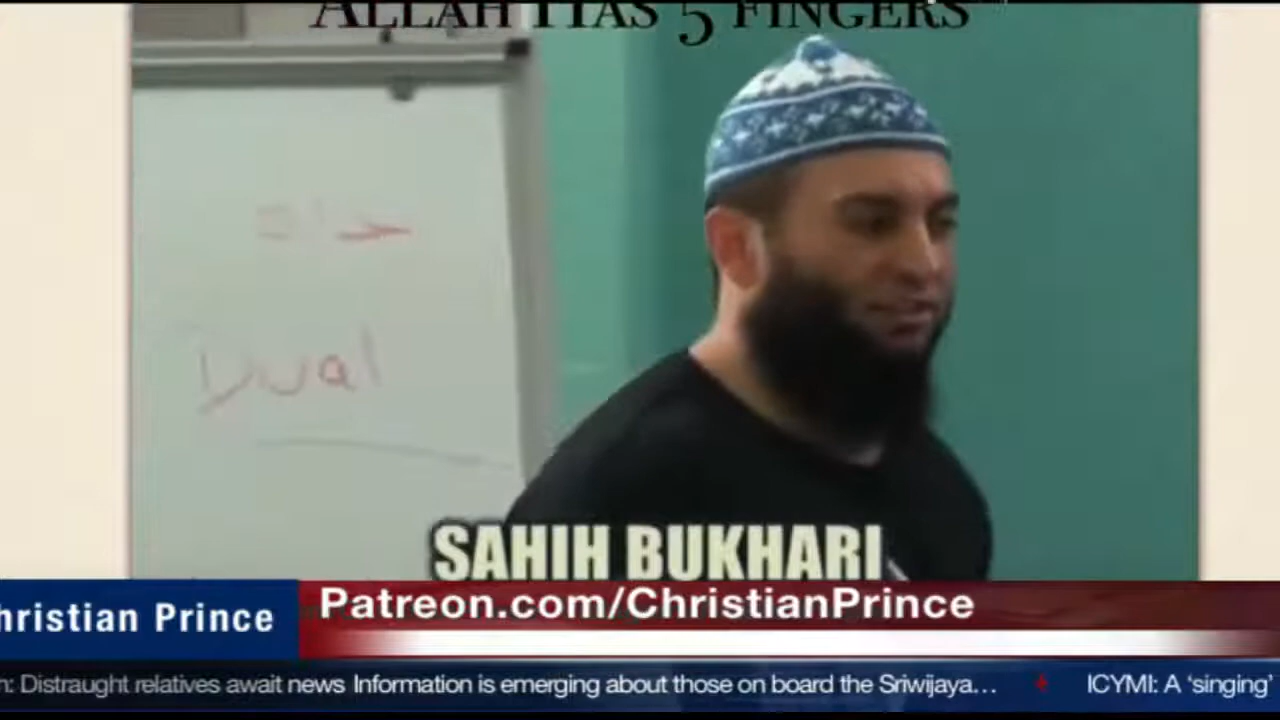 ALLAH HAS 5 FINGERS
Dual
SAHIH BUKHARI
hristian Prince
Patreon.com/ChristianPrince
n: Distraught relatives await news Information is emerging about those on board the Sriwijaya... ICYMI: A ‘singing’